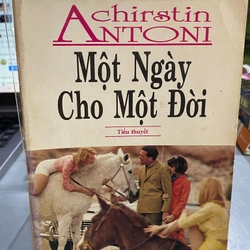 Achirstin
ANTONI
Một Ngày
Cho Một Đời
Tiểu thuyết